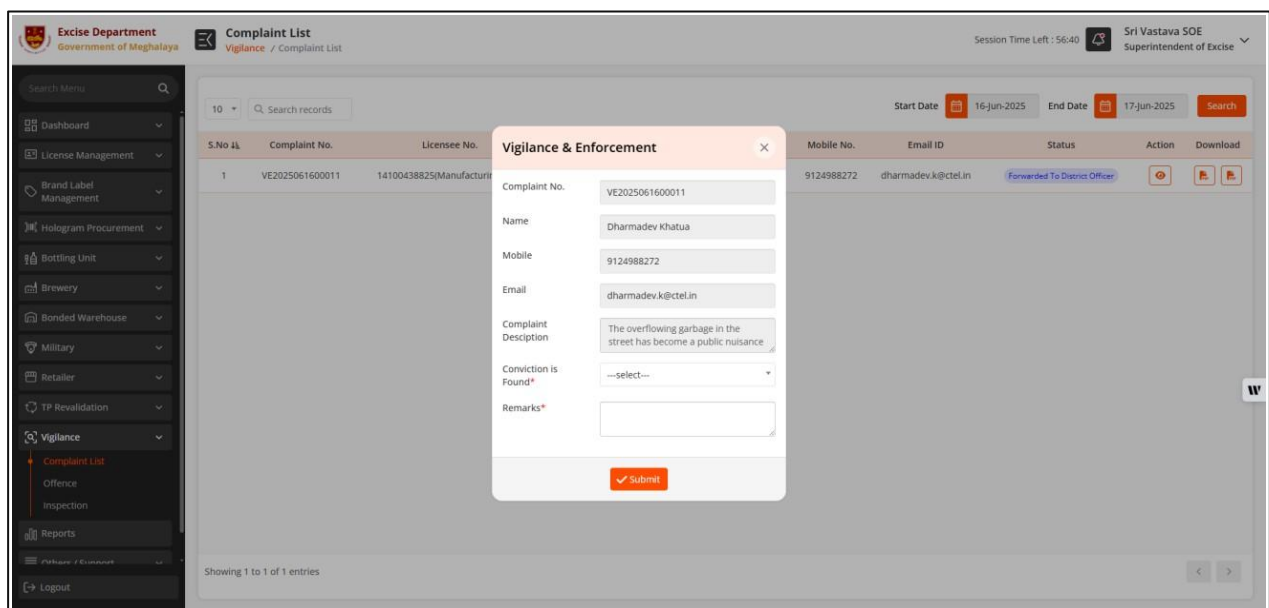 Excise Department
Government of Meghalaya
Complaint List
Vigilance / Complaint List
Session Time Left : 56:40
Sri Vastava SOE
Superintendent of Excise
Search Menu
Dashboard
License Management
Brand Label
Management
Hologram Procurement
Bottling Unit
Brewery
Bonded Warehouse
Military
Retailer
TP Revalidation
Vigilance
Complaint List
Offence
Inspection
Reports
Others / Support
Logout
10 Search records
Start Date 16-Jun-2025 End Date 17-Jun-2025 Search
S.No Complaint No. Licensee No. Mobile No. Email ID Status Action Download
1 VE2025061600011 14100438825(Manufacturin 9124988272 dharmadev.k@ctel.in Forwarded To District Officer
Vigilance & Enforcement
Complaint No. VE2025061600011
Name Dharmadev Khatua
Mobile 9124988272
Email dharmadev.k@ctel.in
Complaint
Desciption
The overflowing garbage in the
street has become a public nuisance
Conviction is
Found*
---select---
Remarks*
Submit
Showing 1 to 1 of 1 entries
W